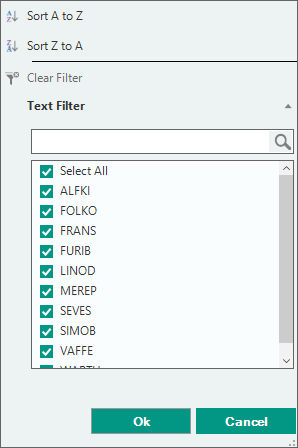 Sort A to Z
Sort Z to A
Clear Filter
Text Filter
Select All
ALFKI
FOLKO
FRANS
FURIB
LINOD
MEREP
SEVES
SIMOB
VAFFE
Ok
Cancel